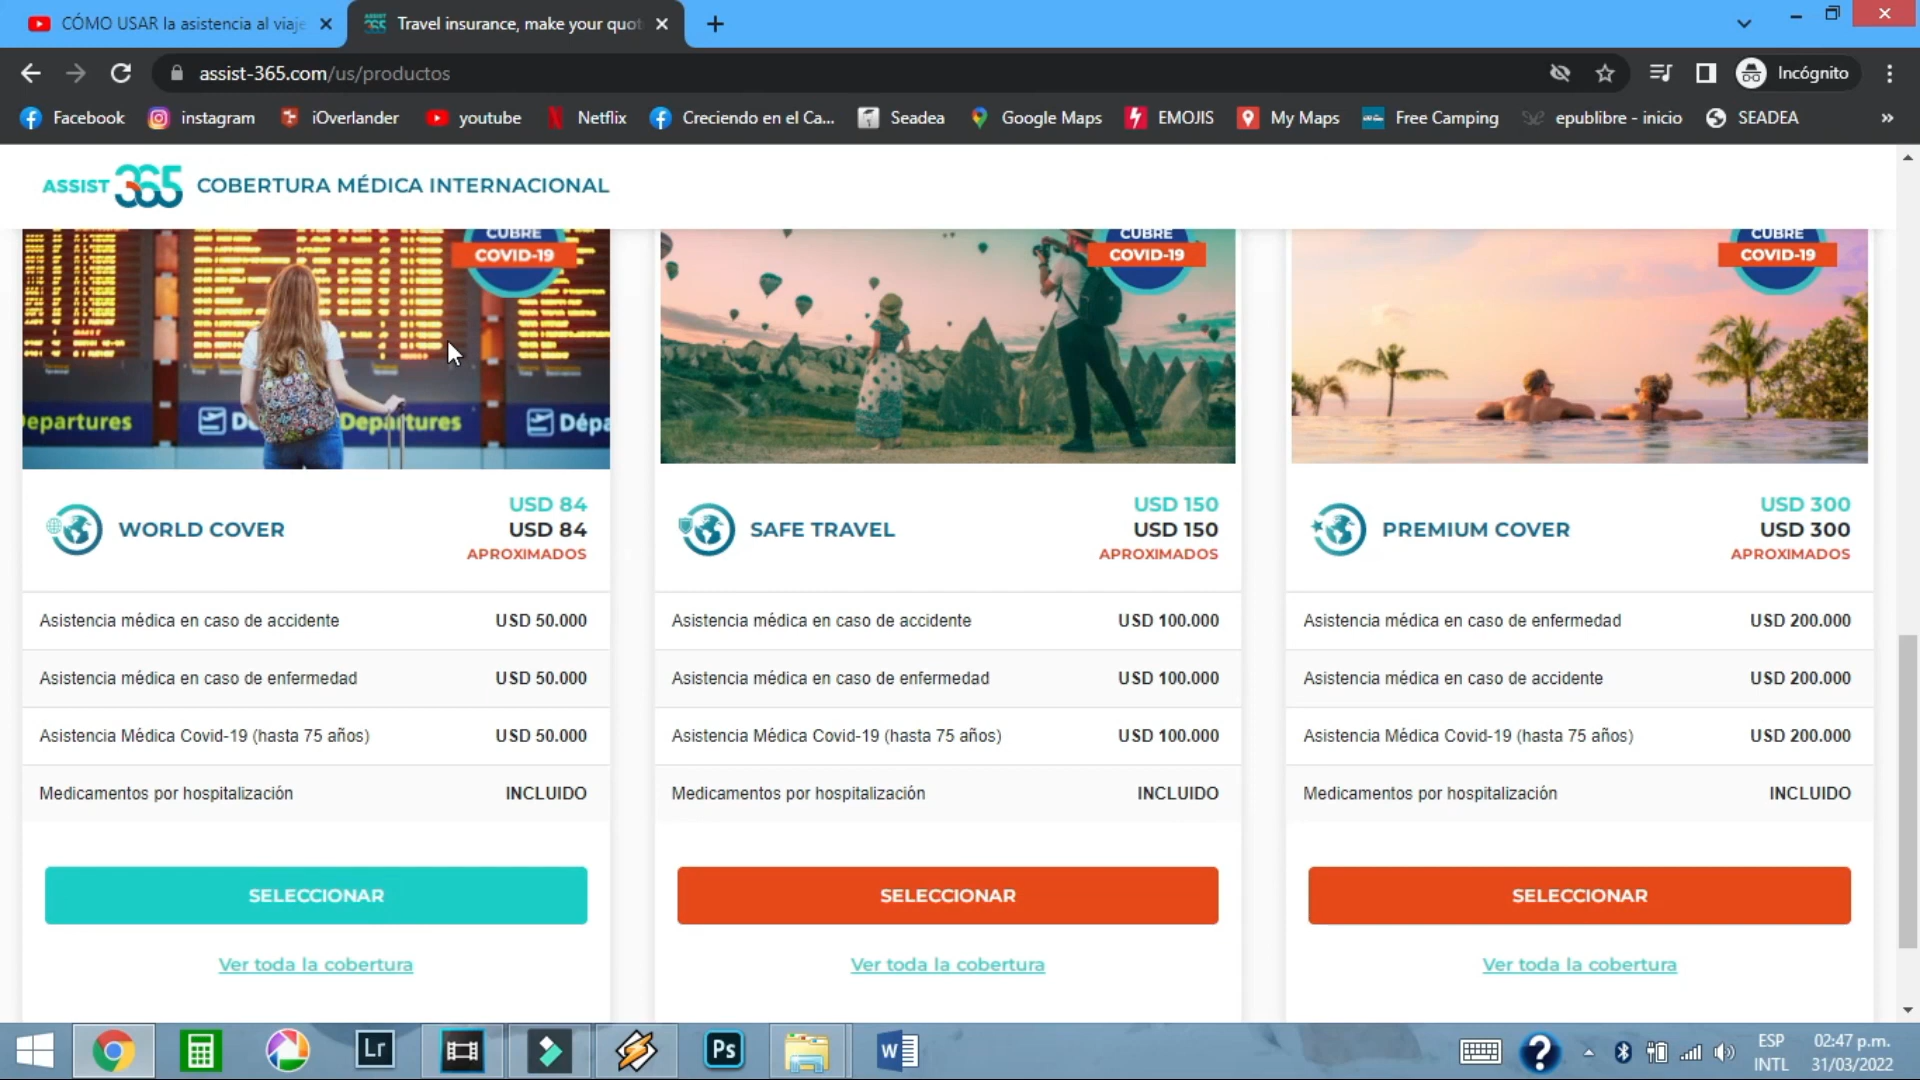 CÓMO USAR la asistencia al viaje
Travel insurance, make your quot
assist-365.com/us/productos
Incógnito
Facebook
instagram
iOverlander
youtube
Netflix
Creciendo en el Ca...
Seadea
Google Maps
EMOJIS
My Maps
Free Camping
epublibre - inicio
SEADEA
»
ASSIST 365 COBERTURA MÉDICA INTERNACIONAL
CUBRE
COVID-19
Departures
Departures
CUBRE
COVID-19
CUBRE
COVID-19
WORLD COVER
USD 84
USD 84
APROXIMADOS
Asistencia médica en caso de accidente USD 50.000
Asistencia médica en caso de enfermedad USD 50.000
Asistencia Médica Covid-19 (hasta 75 años) USD 50.000
Medicamentos por hospitalización INCLUIDO
SELECCIONAR
Ver toda la cobertura
SAFE TRAVEL
USD 150
USD 150
APROXIMADOS
Asistencia médica en caso de accidente USD 100.000
Asistencia médica en caso de enfermedad USD 100.000
Asistencia Médica Covid-19 (hasta 75 años) USD 100.000
Medicamentos por hospitalización INCLUIDO
SELECCIONAR
Ver toda la cobertura
PREMIUM COVER
USD 300
USD 300
APROXIMADOS
Asistencia médica en caso de enfermedad USD 200.000
Asistencia médica en caso de accidente USD 200.000
Asistencia Médica Covid-19 (hasta 75 años) USD 200.000
Medicamentos por hospitalización INCLUIDO
SELECCIONAR
Ver toda la cobertura
Lr
Ps
W
?
ESP
INTL
02:47 p.m.
31/03/2022